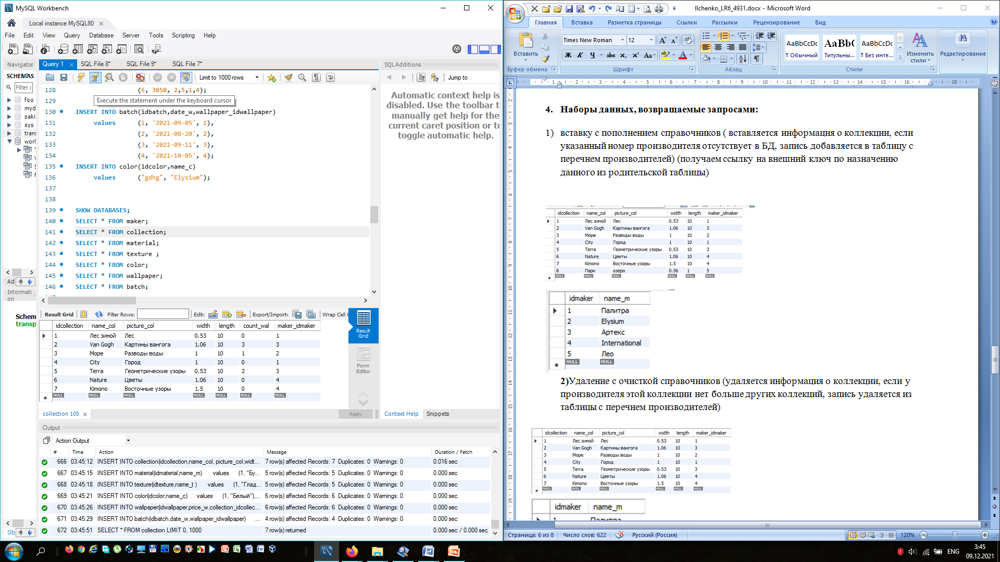 MySQL Workbench
Local instance MySQL80
File Edit View Query Database Server Tools Scripting Help
Navigator
SCHEMAS
Filter
foo
myd
saki
sys
tran
worl
Ad
Informati
on
Schem
transp
Ob
Query 1 SQL File 8* SQL File 9* SQL File 7*
Limit to 1000 rows
128 (6, 3050, 2,5,1,4);
129
Execute the statement under the keyboard cursor
130 INSERT INTO batch(idbatch,date_w,wallpaper_idwallpaper)
131 values (1, '2021-09-05', 1),
132 (2, '2021-08-20', 2),
133 (3, '2021-09-11', 3),
134 (4, '2021-10-05', 4);
135 INSERT INTO color(idcolor,name_c)
136 values ("gdhg", "Elysium");
137
138
139 SHOW DATABASES;
140 SELECT * FROM maker;
141 SELECT * FROM collection;
142 SELECT * FROM material;
143 SELECT * FROM texture ;
144 SELECT * FROM color;
145 SELECT * FROM wallpaper;
146 SELECT * FROM batch;
Result Grid Filter Rows: Edit: Export/Import: Wrap Cell
idcollection name_col picture_col width length count_wal maker_idmaker
1 Лес зимой Лес 0.53 10 0 1
2 Van Gogh Картины вангога 1.06 10 3 3
3 Море Разводы воды 1 10 1 2
4 City Город 1 10 0 1
5 Terra Геометрические узоры 0.53 10 2 3
6 Nature Цветы 1.06 10 0 4
7 Kimono Восточные узоры 1.5 10 0 4
NULL NULL NULL NULL NULL NULL NULL
Result
Grid
Form
Editor
collection 105
Apply
SQLAdditions
Jump to
Automatic context help is
disabled. Use the toolbar t
manually get help for the
current caret position or to
toggle automatic help.
Context Help Snippets
Output
Action Output
# Time Action Message Duration / Fetch
666 03:45:12 INSERT INTO collection(idcollection,name_col, picture_col,widt... 7 row(s) affected Records: 7 Duplicates: 0 Warnings: 0 0.016 sec
667 03:45:15 INSERT INTO material(idmaterial,name_m) values (1, "Бу... 5 row(s) affected Records: 5 Duplicates: 0 Warnings: 0 0.000 sec
668 03:45:18 INSERT INTO texture(idtexture,name_t ) values (1, "Глад... 5 row(s) affected Records: 5 Duplicates: 0 Warnings: 0 0.000 sec
669 03:45:21 INSERT INTO color(idcolor,name_c) values (1, "Белый"),... 6 row(s) affected Records: 6 Duplicates: 0 Warnings: 0 0.000 sec
670 03:45:26 INSERT INTO wallpaper(idwallpaper,price_w,collection_idcollec... 6 row(s) affected Records: 6 Duplicates: 0 Warnings: 0 0.000 sec
671 03:45:29 INSERT INTO batch(idbatch,date_w,wallpaper_idwallpaper) ... 4 row(s) affected Records: 4 Duplicates: 0 Warnings: 0 0.000 sec
672 03:45:51 SELECT * FROM collection LIMIT 0, 1000 7 row(s) returned 0.000 sec / 0.000 sec
Ilchenko_LR6_4931.docx - Microsoft Word
Главная Вставка Разметка страницы Ссылки Рассылки Рецензирование Вид
Вставить
Буфер обмена
Times New Roman 12
Ж К Ч abc x₂ x² Aa
Шрифт
Абзац
AaBbCcDc AaBbC AaBbCcDc
¶ Обычный Титульны... ¶ Без инте...
Изменить
стили
Стили
Редактирование
4. Наборы данных, возвращаемые запросами:
1) вставку с пополнением справочников ( вставляется информация о коллекции, если
указанный номер производителя отсутствует в БД, запись добавляется в таблицу с
перечнем производителей) (получаем ссылку на внешний ключ по назначению
данного из родительской таблицы)
idcollection name_col picture_col width length maker_idmaker
1 Лес зимой Лес 0.53 10 1
2 Van Gogh Картины вангога 1.06 10 3
3 Море Разводы воды 1 10 2
4 City Город 1 10 1
5 Terra Геометрические узоры 0.53 10 3
6 Nature Цветы 1.06 10 4
7 Kimono Восточные узоры 1.5 10 4
8 Парк озеро 0.56 1 5
NULL NULL NULL NULL NULL NULL
idmaker name_m
1 Палитра
2 Elysium
3 Артекс
4 International
5 Лео
NULL NULL
2)Удаление с очисткой справочников (удаляется информация о коллекции, если у
производителя этой коллекции нет больше других коллекций, запись удаляется из
таблицы с перечнем производителей)
idcollection name_col picture_col width length maker_idmaker
1 Лес зимой Лес 0.53 10 1
2 Van Gogh Картины вангога 1.06 10 3
3 Море Разводы воды 1 10 2
4 City Город 1 10 1
5 Terra Геометрические узоры 0.53 10 3
6 Nature Цветы 1.06 10 4
7 Kimono Восточные узоры 1.5 10 4
NULL NULL NULL NULL NULL NULL
idmaker name_m
1 Палитра
Страница: 6 из 8 Число слов: 622 Русский (Россия) 120%
ENG
3:45
09.12.2021